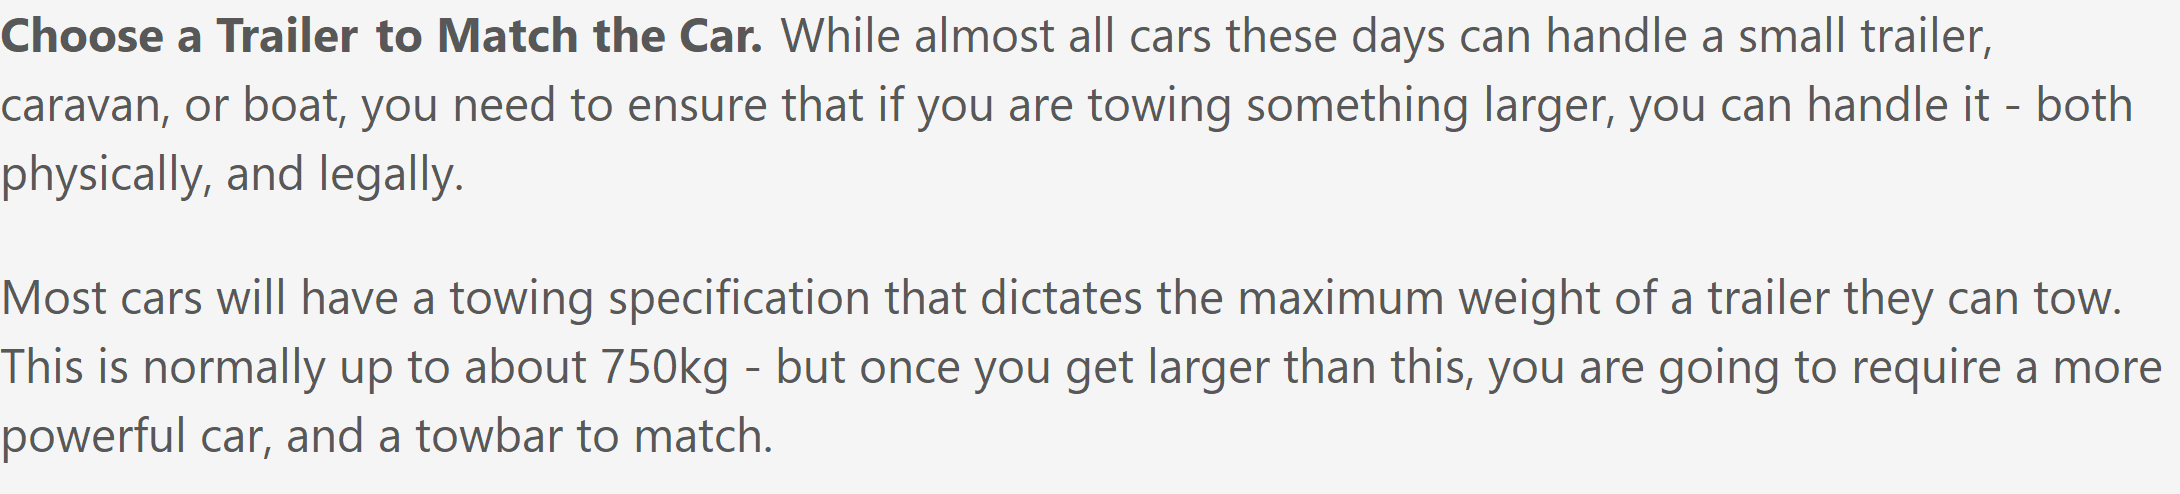 Choose a Trailer to Match the Car. While almost all cars these days can handle a small trailer,
caravan, or boat, you need to ensure that if you are towing something larger, you can handle it - both
physically, and legally.
Most cars will have a towing specification that dictates the maximum weight of a trailer they can tow.
This is normally up to about 750kg - but once you get larger than this, you are going to require a more
powerful car, and a towbar to match.